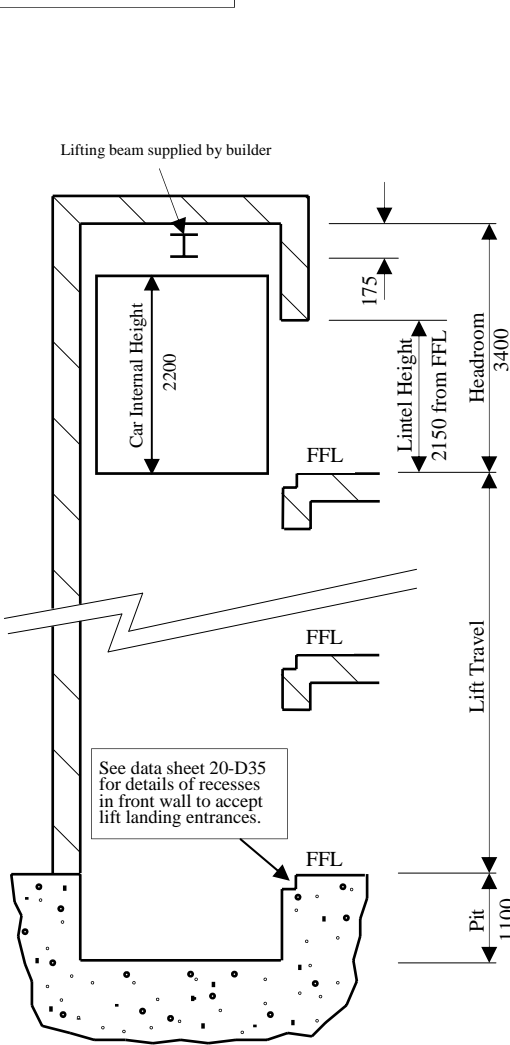 Lifting beam supplied by builder
175
Headroom
3400
Car Internal Height
2200
Lintel Height
2150 from FFL
FFL
FFL
Lift Travel
See data sheet 20-D35
for details of recesses
in front wall to accept
lift landing entrances.
FFL
Pit
1100